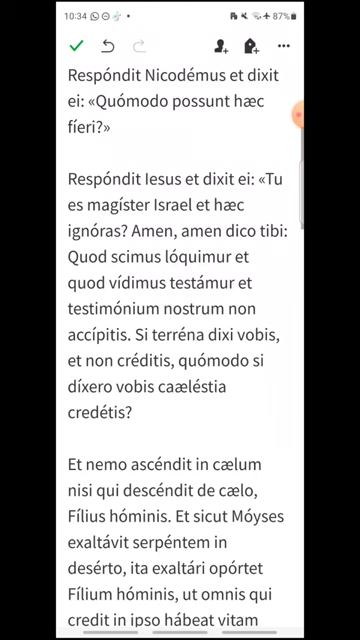 10:34
87%
Respóndit Nicodémus et dixit
ei: «Quómodo possunt hæc
fíeri?»
Respóndit Iesus et dixit ei: «Tu
es magíster Israel et hæc
ignóras? Amen, amen dico tibi:
Quod scimus lóquimur et
quod vídimus testámur et
testimónium nostrum non
accípitis. Si terréna dixi vobis,
et non créditis, quómodo si
díxero vobis caæléstia
credétis?
Et nemo ascéndit in cælum
nisi qui descéndit de cælo,
Fílius hóminis. Et sicut Móyses
exaltávit serpéntem in
desérto, ita exaltári opórtet
Fílium hóminis, ut omnis qui
credit in ipso hábeat vitam